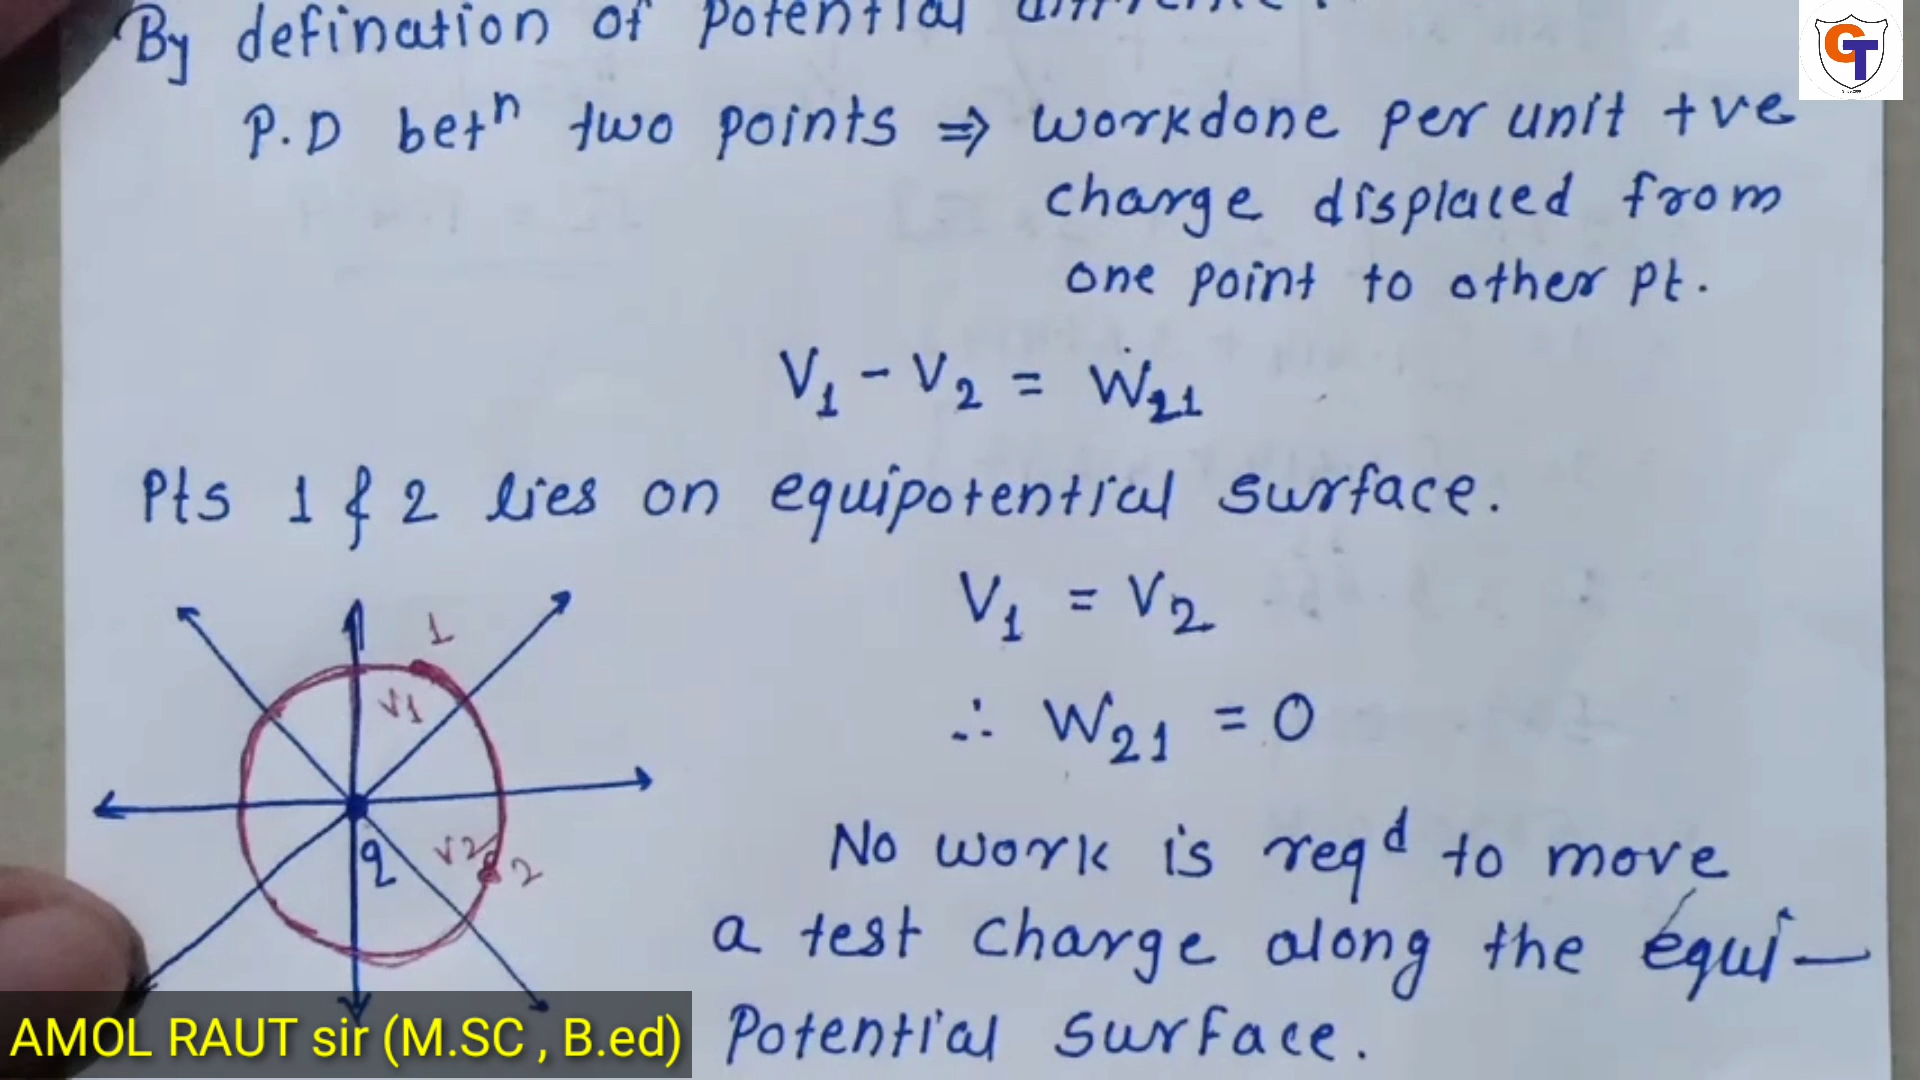 By defination of potential difference.
P.D betⁿ two points ⇒ workdone per unit +ve
charge displaced from
one point to other pt.
V₁ - V₂ = W₂₁
Pts 1 & 2 lies on equipotential surface.
V₁ = V₂
∴ W₂₁ = 0
No work is reqᵈ to move
a test charge along the equi-
potential surface.
1
V1
V2
2
q
GT
AMOL RAUT sir (M.SC , B.ed)